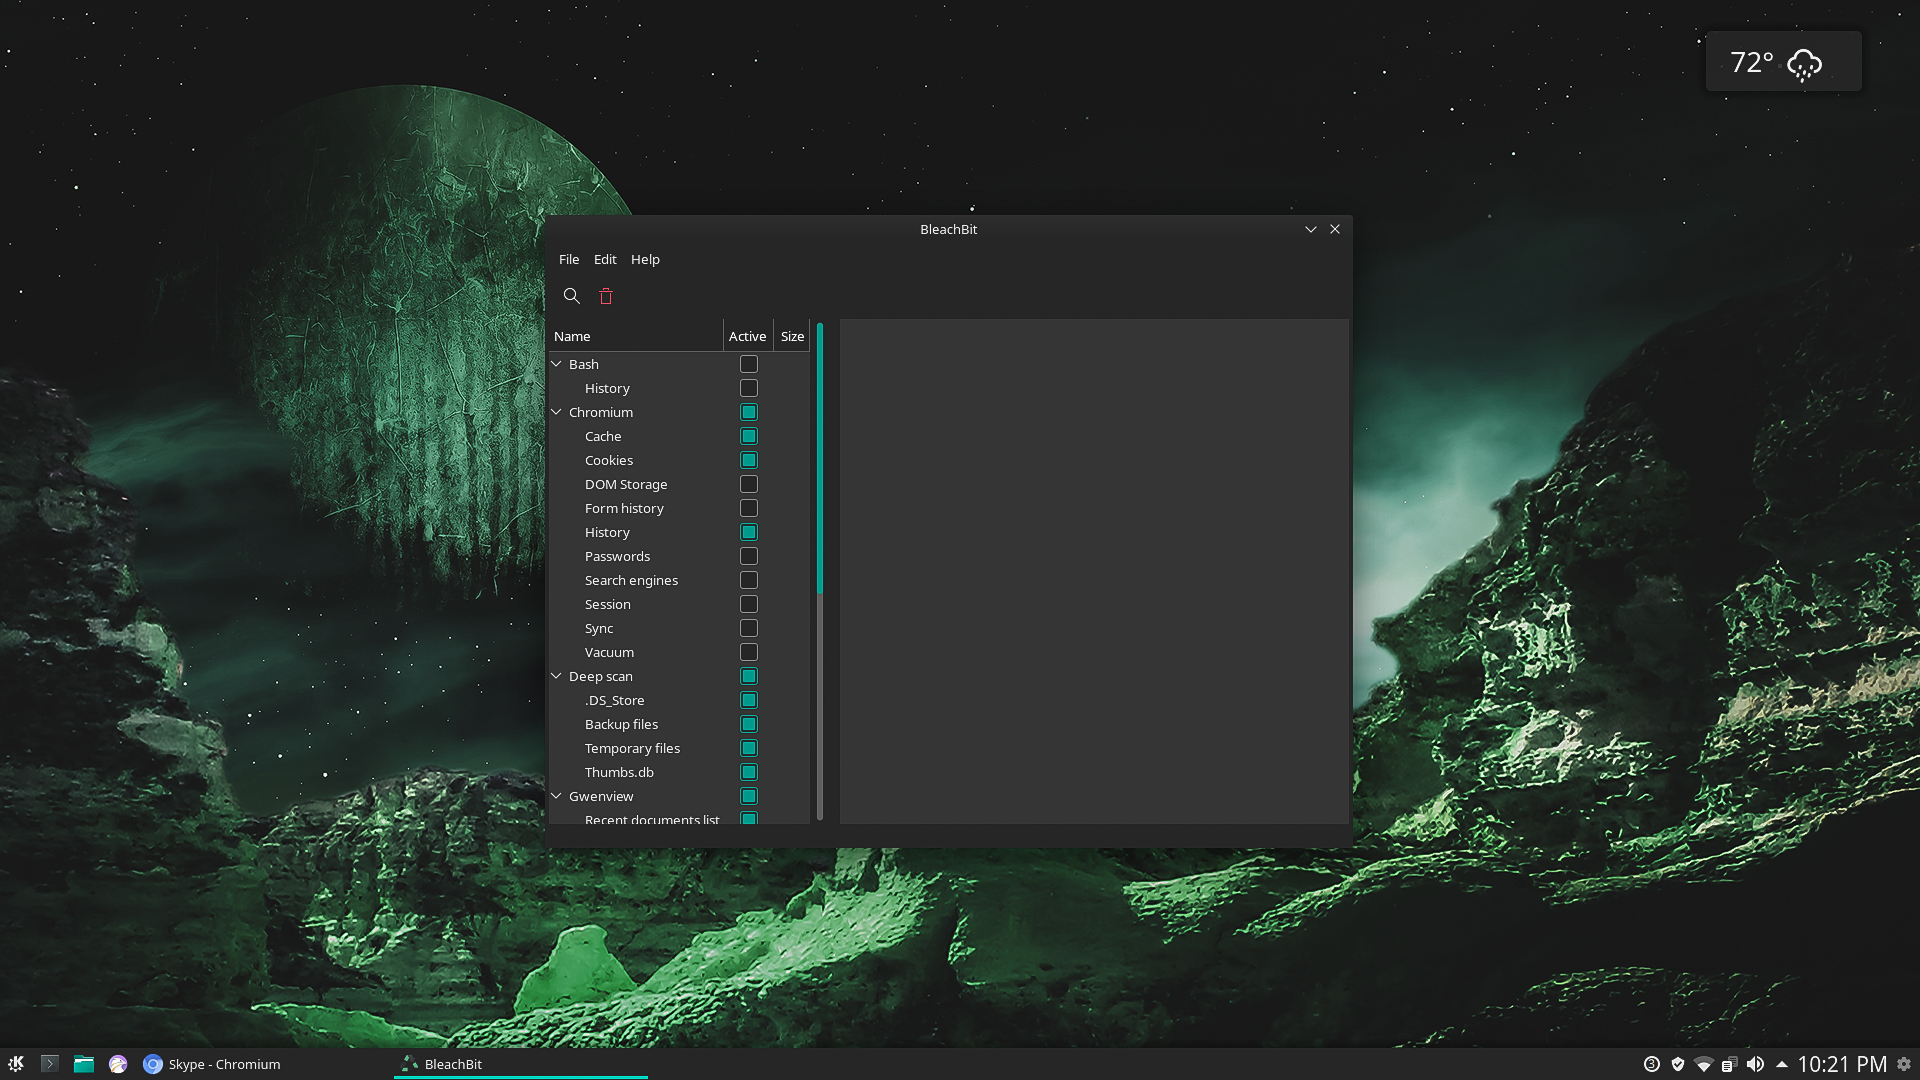 72°
BleachBit
File Edit Help
Name Active Size
Bash
History
Chromium
Cache
Cookies
DOM Storage
Form history
History
Passwords
Search engines
Session
Sync
Vacuum
Deep scan
.DS_Store
Backup files
Temporary files
Thumbs.db
Gwenview
Recent documents list
Skype - Chromium BleachBit 3 10:21 PM